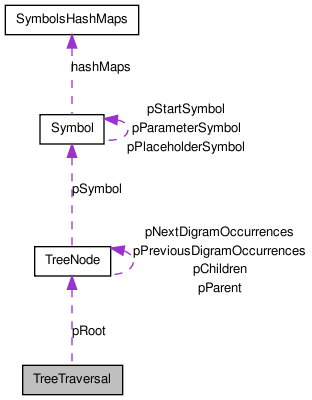 SymbolsHashMaps
hashMaps
Symbol
pStartSymbol
pParameterSymbol
pPlaceholderSymbol
pSymbol
TreeNode
pNextDigramOccurrences
pPreviousDigramOccurrences
pChildren
pParent
pRoot
TreeTraversal